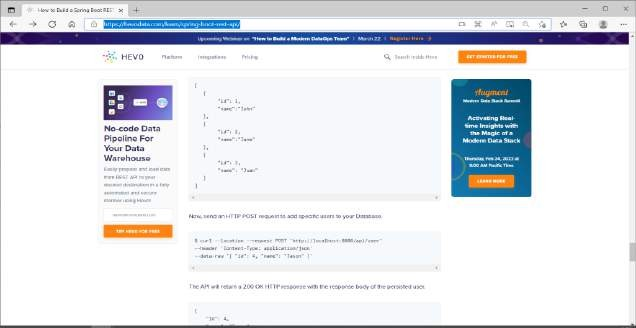 How to Build a Spring Boot REST
https://hevodata.com/learn/spring-boot-rest-api/
Upcoming Webinar on "How to Build a Modern DataOps Team" | March 22 Register Here
HEVO
Platform
Integrations
Pricing
Search Inside Hevo
GET STARTED FOR FREE
[
{
"id": 1,
"name":"John"
},
{
"id": 2,
"name":"Jane"
},
{
"id": 3,
"name": "Juan"
}
]
No-code Data
Pipeline For
Your Data
Warehouse
Easily prepare and load data
from REST API to your
desired destination in a fully
automated and secure
manner using Hevo!
TRY HEVO FOR FREE
Augment
Modern Data Stack Summit
Activating Real-
time Insights with
the Magic of a
Modern Data Stack
Thursday, Feb 24, 2022 at
9:00 AM Pacific Time
LEARN MORE
Now, send an HTTP POST request to add specific users to your Database.
$ curl --location --request POST 'http://localhost:8080/api/user'
--header 'Content-Type: application/json'
--data-raw '{ "id": 4, "name": "Jason" }'
The API will return a 200 OK HTTP response with the response body of the persisted user.
{
"id": 4,